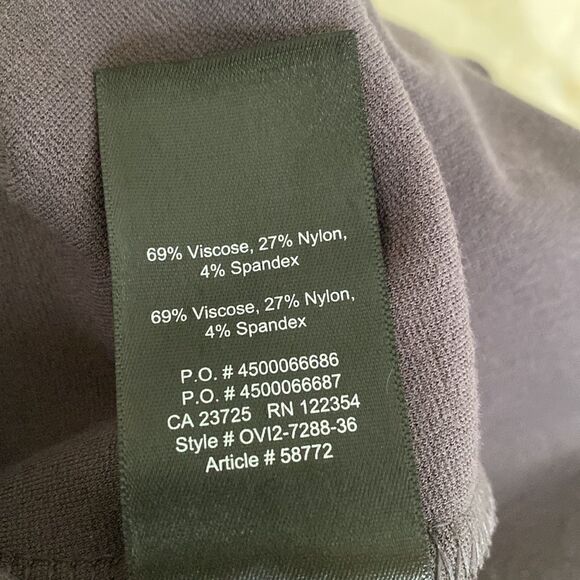 69% Viscose, 27% Nylon,
4% Spandex
69% Viscose, 27% Nylon,
4% Spandex
P.O. # 4500066686
P.O. # 4500066687
CA 23725 RN 122354
Style # OVI2-7288-36
Article # 58772